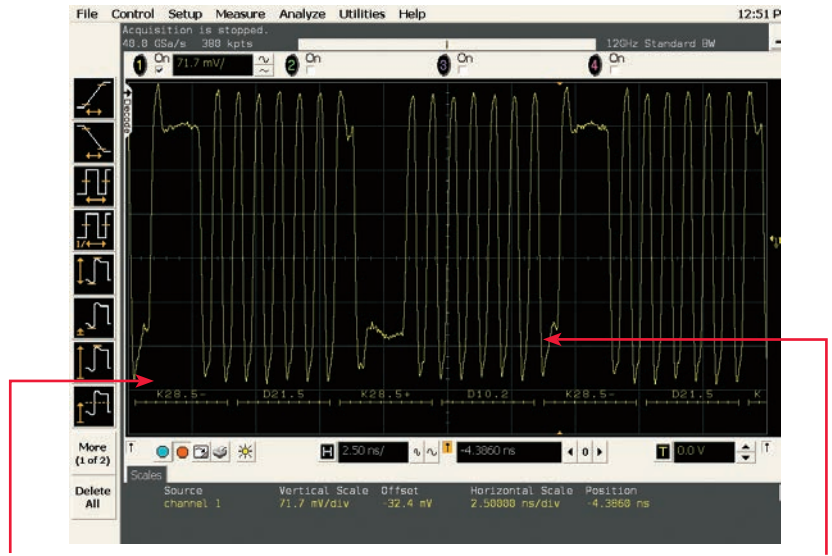 File Control Setup Measure Analyze Utilities Help 12:51 P
Acquisition is stopped.
40.0 GSa/s 380 kpts 12GHz Standard BW
1 On 71.7 mV/ 2 On 3 On 4 On
Decode
1/
K28.5- D21.5 K28.5+ D10.2 K28.5- D21.5 K
More
(1 of 2)
H 2.50 ns/ T -4.3860 ns 0 T 0.0 V T
Scales
Delete
All
Source Vertical Scale Offset Horizontal Scale Position
channel 1 71.7 mV/div -32.4 mV 2.50000 ns/div -4.3860 ns